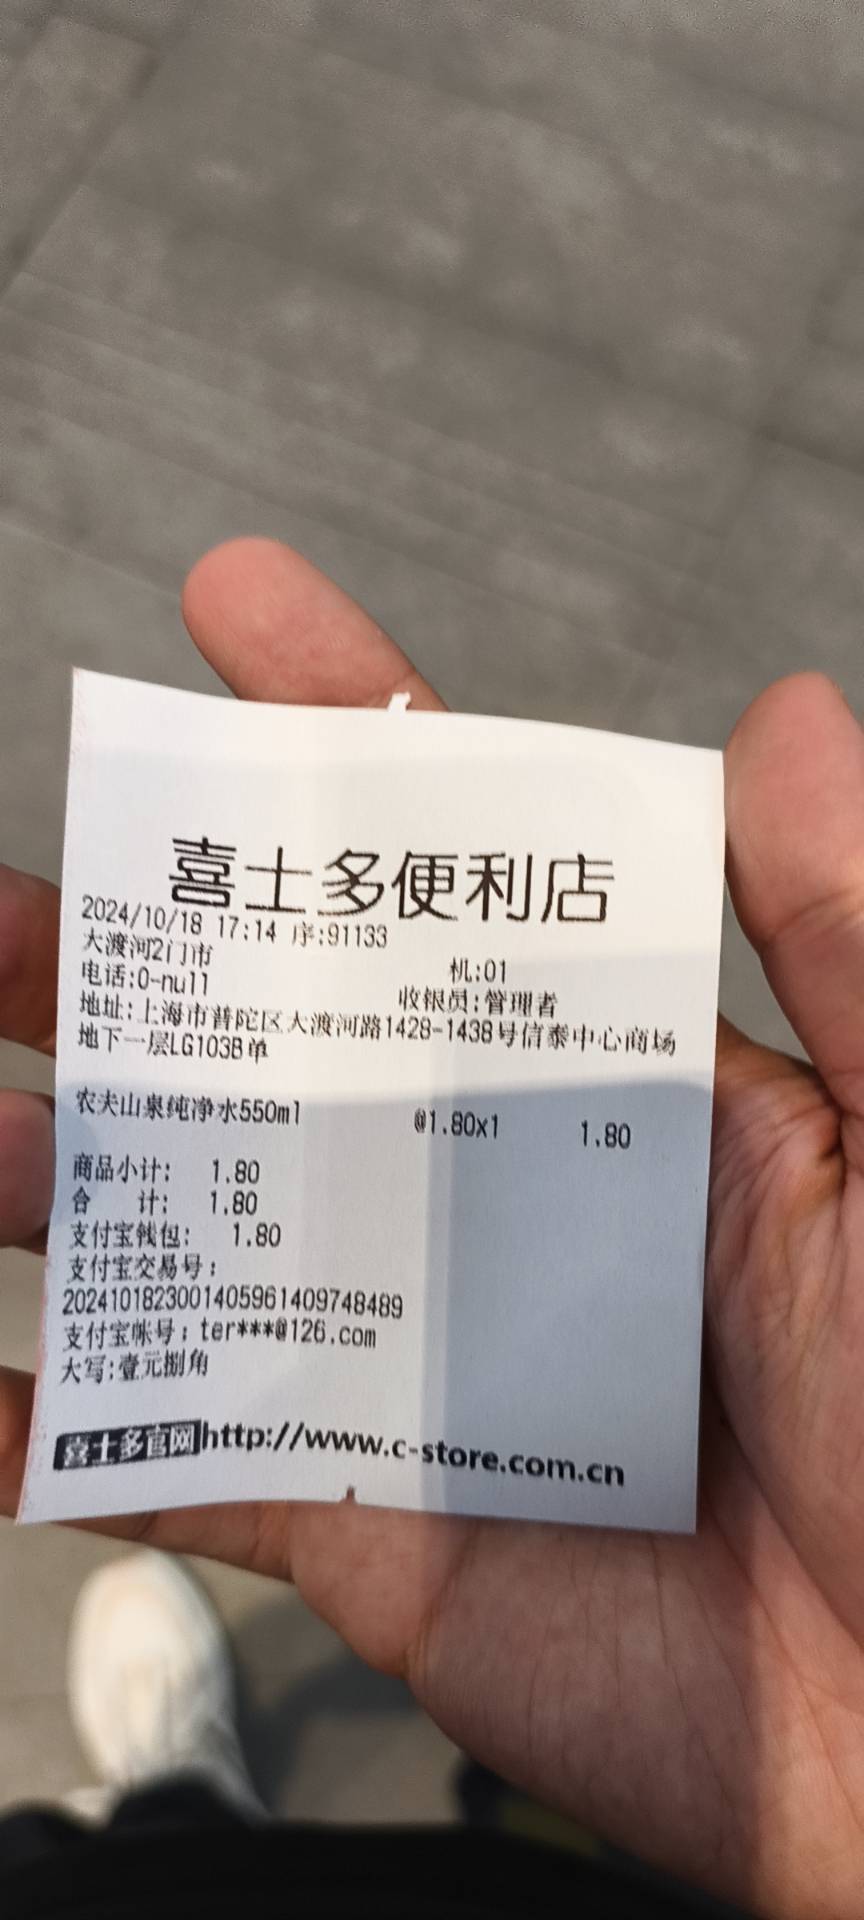 喜士多便利店
2024/10/18 17:14 序:91133
大渡河2门市 机:01
电话:0-null 收银员:管理者
地址:上海市普陀区大渡河路1428-1438号信泰中心商场
地下一层LG103B单
农夫山泉纯净水550ml @1.80x1 1.80
商品小计: 1.80
合 计: 1.80
支付宝钱包: 1.80
支付宝交易号:
2024101823001405961409748489
支付宝帐号:ter***@126.com
大写:壹元捌角
喜士多官网http://www.c-store.com.cn